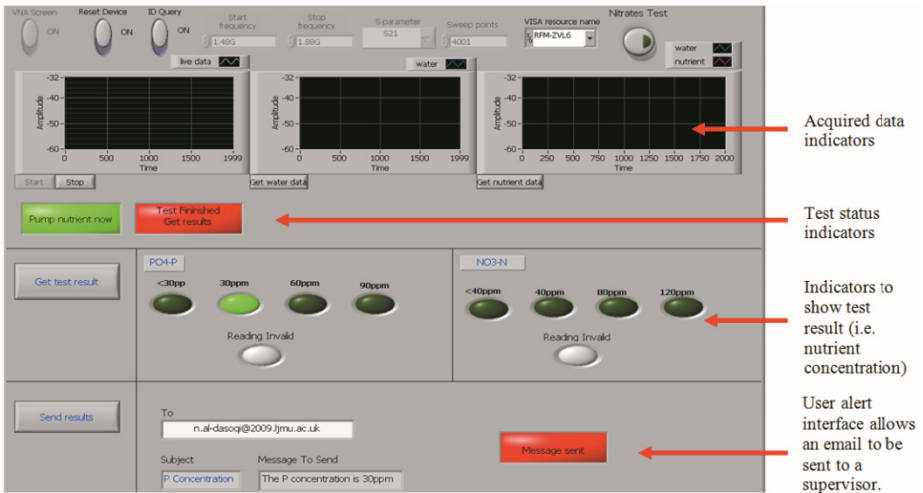 VNA Screen
ON
Reset Device
ON
ID Query
ON
Start frequency
1.48G
Stop frequency
1.88G
S-parameter
S21
Sweep points
4001
VISA resource name
RFM-ZVL6
Nitrates Test
live data
water
water
nutrient
Amplitude
-32
-40
-50
-60
0 500 1000 1500 1999
Time
Amplitude
-32
-40
-50
-60
0 500 1000 1500 1999
Time
Amplitude
-32
-40
-50
-60
0 250 500 750 1000 1250 1500 1750 2000
Time
Start
Stop
Get water data
Get nutrient data
Acquired data
indicators
Pump nutrient now
Test Fininshed
Get results
Test status
indicators
Get test result
PO4-P
<30pp 30ppm 60ppm 90ppm
Reading Invalid
NO3-N
<40ppm 40ppm 80ppm 120ppm
Reading Invalid
Indicators to
show test
result (i.e.
nutrient
concentration)
Send results
To
n.al-dasoqi@2009.ljmu.ac.uk
Subject
P Concentration
Message To Send
The P concentration is 30ppm
Message sent
User alert
interface allows
an email to be
sent to a
supervisor.